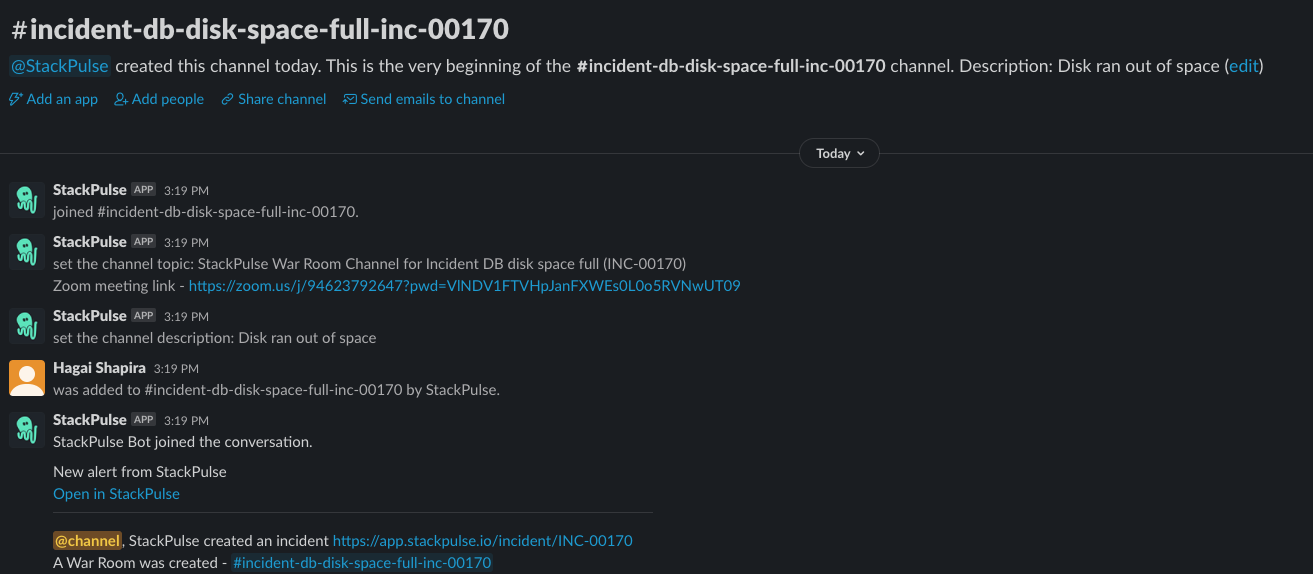 #incident-db-disk-space-full-inc-00170
@StackPulse created this channel today. This is the very beginning of the #incident-db-disk-space-full-inc-00170 channel. Description: Disk ran out of space (edit)
Add an app Add people Share channel Send emails to channel
Today
StackPulse APP 3:19 PM
joined #incident-db-disk-space-full-inc-00170.
StackPulse APP 3:19 PM
set the channel topic: StackPulse War Room Channel for Incident DB disk space full (INC-00170)
Zoom meeting link - https://zoom.us/j/94623792647?pwd=VlNDV1FTVHpJanFXWEs0L0o5RVNwUT09
StackPulse APP 3:19 PM
set the channel description: Disk ran out of space
Hagai Shapira 3:19 PM
was added to #incident-db-disk-space-full-inc-00170 by StackPulse.
StackPulse APP 3:19 PM
StackPulse Bot joined the conversation.
New alert from StackPulse
Open in StackPulse
@channel, StackPulse created an incident https://app.stackpulse.io/incident/INC-00170
A War Room was created - #incident-db-disk-space-full-inc-00170